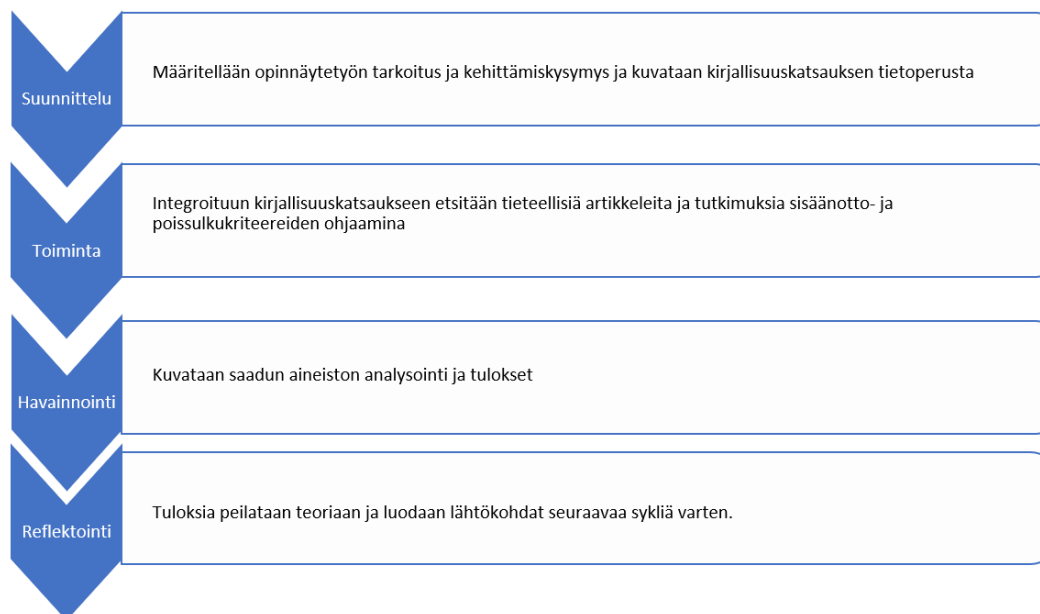 Suunnittelu
Määritellään opinnäytetyön tarkoitus ja kehittämiskysymys ja kuvataan kirjallisuuskatsauksen tietoperusta
Toiminta
Integroituun kirjallisuuskatsaukseen etsitään tieteellisiä artikkeleita ja tutkimuksia sisäänotto- ja
poissulkukriteereiden ohjaamina
Havainnointi
Kuvataan saadun aineiston analysointi ja tulokset
Reflektointi
Tuloksia peilataan teoriaan ja luodaan lähtökohdat seuraavaa sykliä varten.